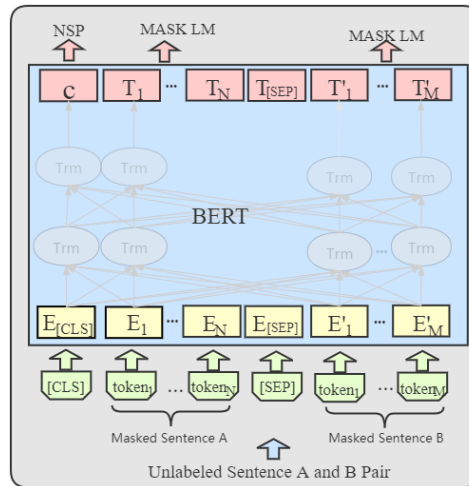 NSP MASK LM MASK LM
C T1 ... TN T[SEP] T'1 ... T'M
Trm Trm Trm Trm
BERT
Trm Trm Trm ... Trm
E[CLS] E1 ... EN E[SEP] E'1 ... E'M
[CLS] token1 ... tokenN [SEP] token1 ... tokenM
Masked Sentence A Masked Sentence B
Unlabeled Sentence A and B Pair